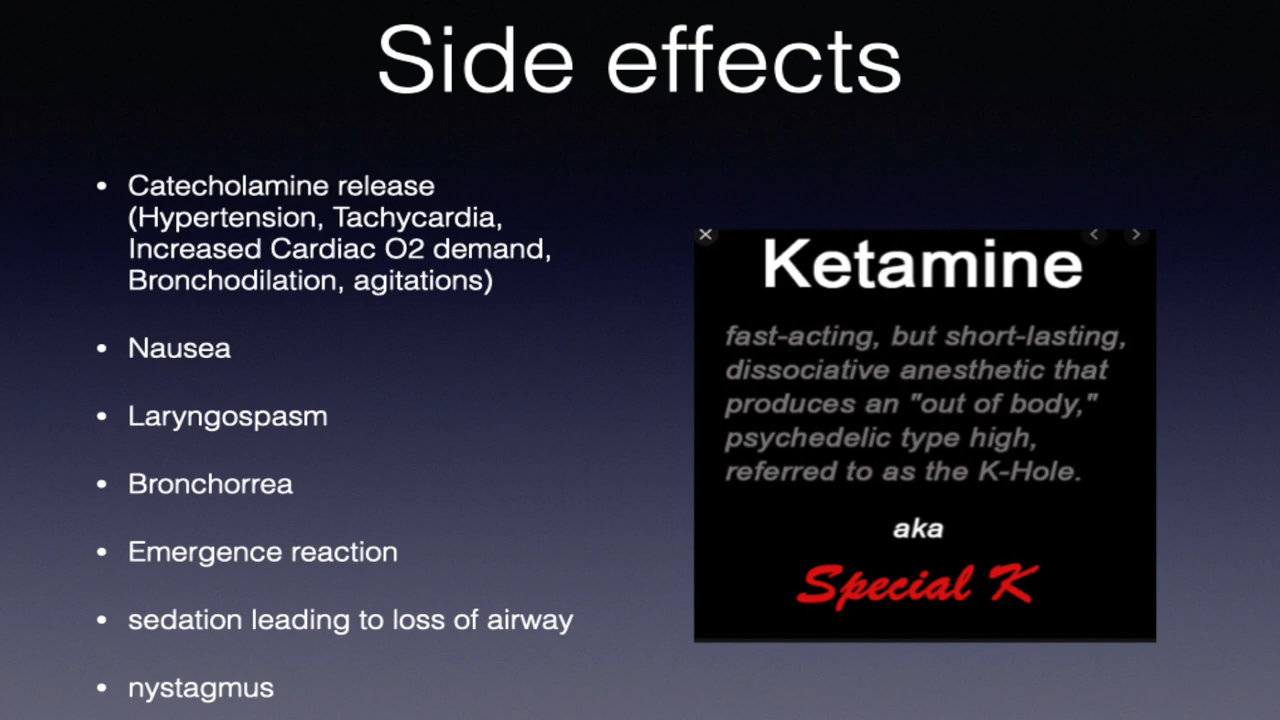 Side effects
• Catecholamine release
(Hypertension, Tachycardia,
Increased Cardiac O2 demand,
Bronchodilation, agitations)
• Nausea
• Laryngospasm
• Bronchorrea
• Emergence reaction
• sedation leading to loss of airway
• nystagmus
Ketamine
fast-acting, but short-lasting,
dissociative anesthetic that
produces an "out of body,"
psychedelic type high,
referred to as the K-Hole.
aka
Special K